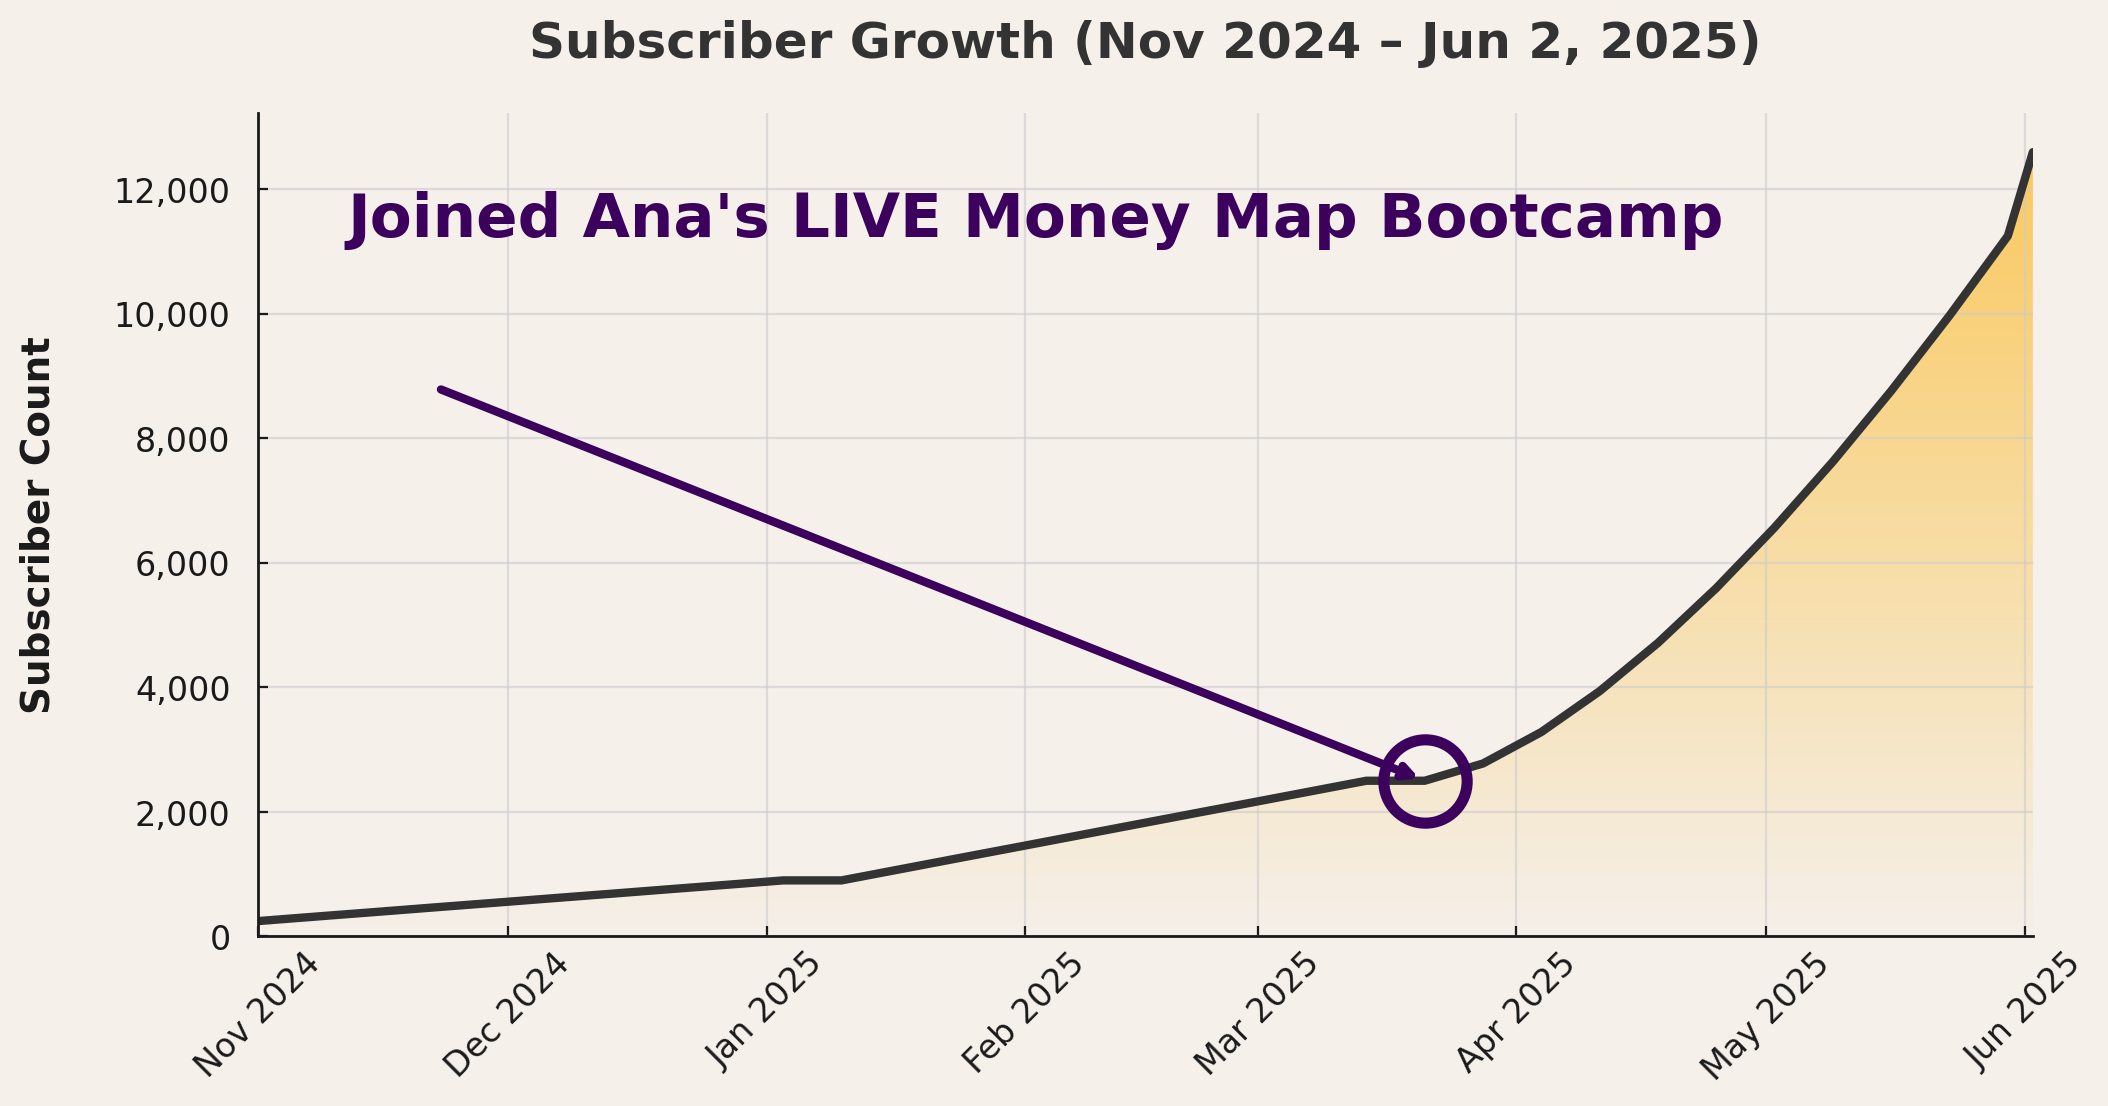 Subscriber Growth (Nov 2024 – Jun 2, 2025)
Joined Ana's LIVE Money Map Bootcamp
Subscriber Count
12,000
10,000
8,000
6,000
4,000
2,000
0
Nov 2024
Dec 2024
Jan 2025
Feb 2025
Mar 2025
Apr 2025
May 2025
Jun 2025